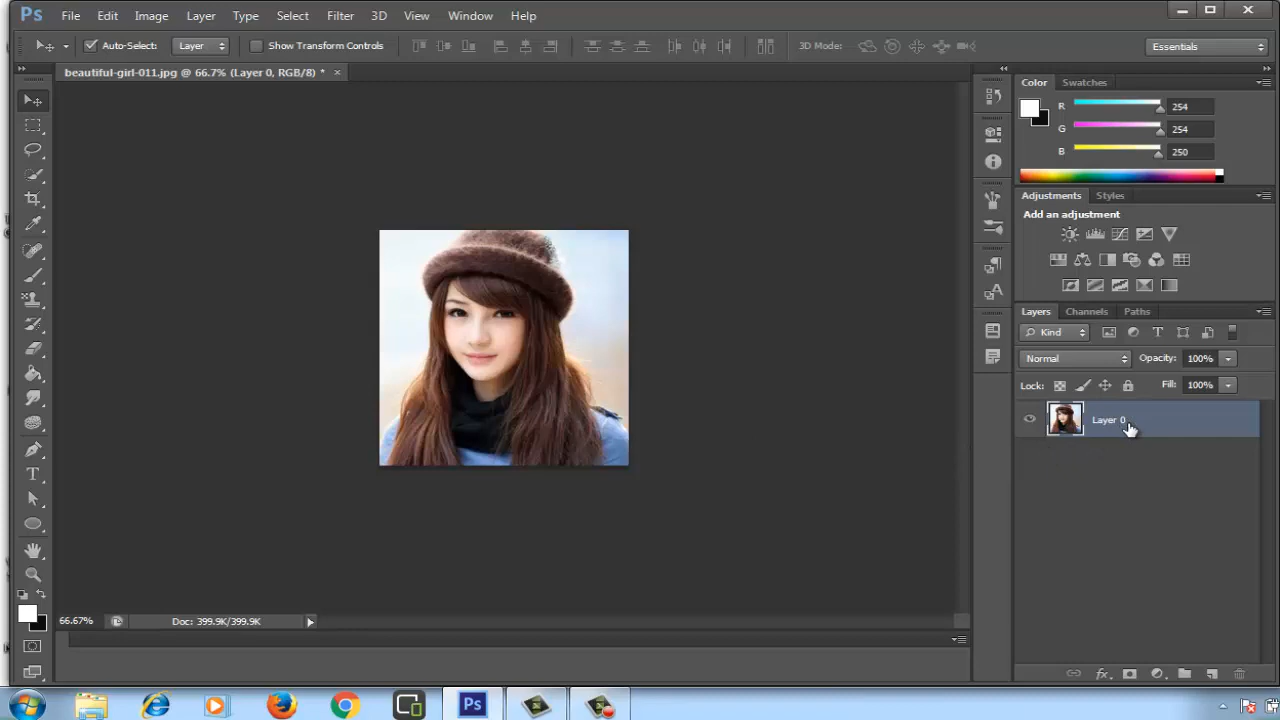 Ps File Edit Image Layer Type Select Filter 3D View Window Help
Auto-Select: Layer Show Transform Controls 3D Mode: Essentials
beautiful-girl-011.jpg @ 66.7% (Layer 0, RGB/8) * ×
Color Swatches
R 254
G 254
B 250
Adjustments Styles
Add an adjustment
Layers Channels Paths
Kind
Normal Opacity: 100%
Lock: Fill: 100%
Layer 0
66.67% Doc: 399.9K/399.9K
Ps